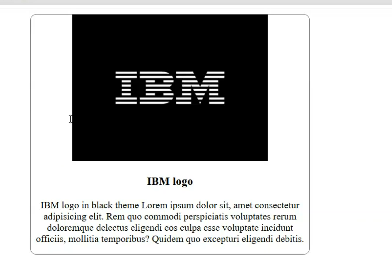 IBM
IBM logo
IBM logo in black theme Lorem ipsum dolor sit, amet consectetur
adipisicing elit. Rem quo commodi perspiciatis voluptates rerum
doloremque delectus eligendi eos culpa esse voluptate incidunt
officiis, mollitia temporibus? Quidem quo excepturi eligendi debitis.